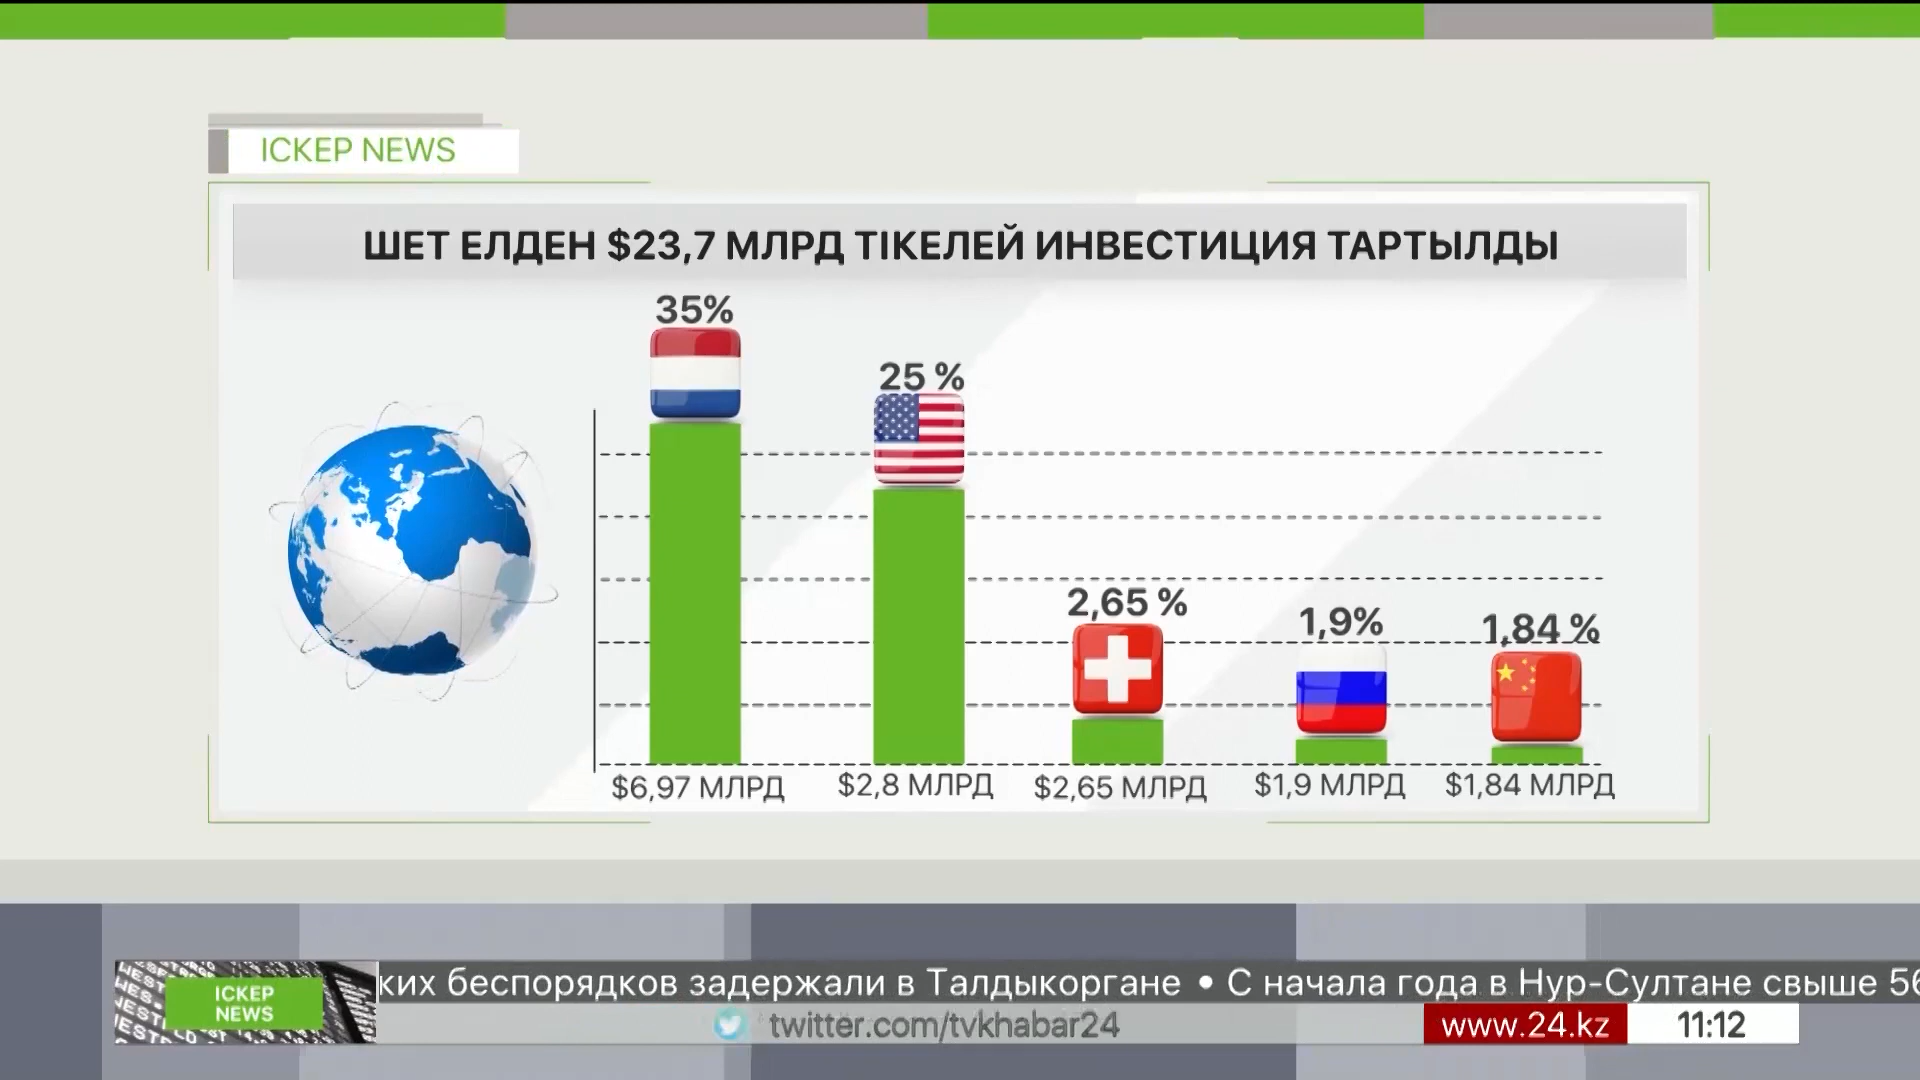 ІСКЕР NEWS
ШЕТ ЕЛДЕН $23,7 МЛРД ТІКЕЛЕЙ ИНВЕСТИЦИЯ ТАРТЫЛДЫ
35%
25 %
2,65 %
1,9%
1,84 %
$6,97 МЛРД
$2,8 МЛРД
$2,65 МЛРД
$1,9 МЛРД
$1,84 МЛРД
ІСКЕР
NEWS
ких беспорядков задержали в Талдыкоргане • С начала года в Нур-Султане свыше 56
twitter.com/tvkhabar24
www.24.kz
11:12